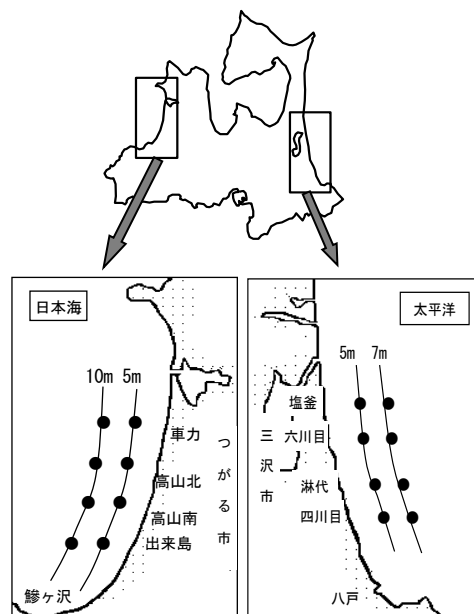 日本海
10m 5m
車力
高山北
高山南
出来島
つがる市
鰺ヶ沢
太平洋
5m 7m
塩釜
六川目
淋代
四川目
三沢市
八戸